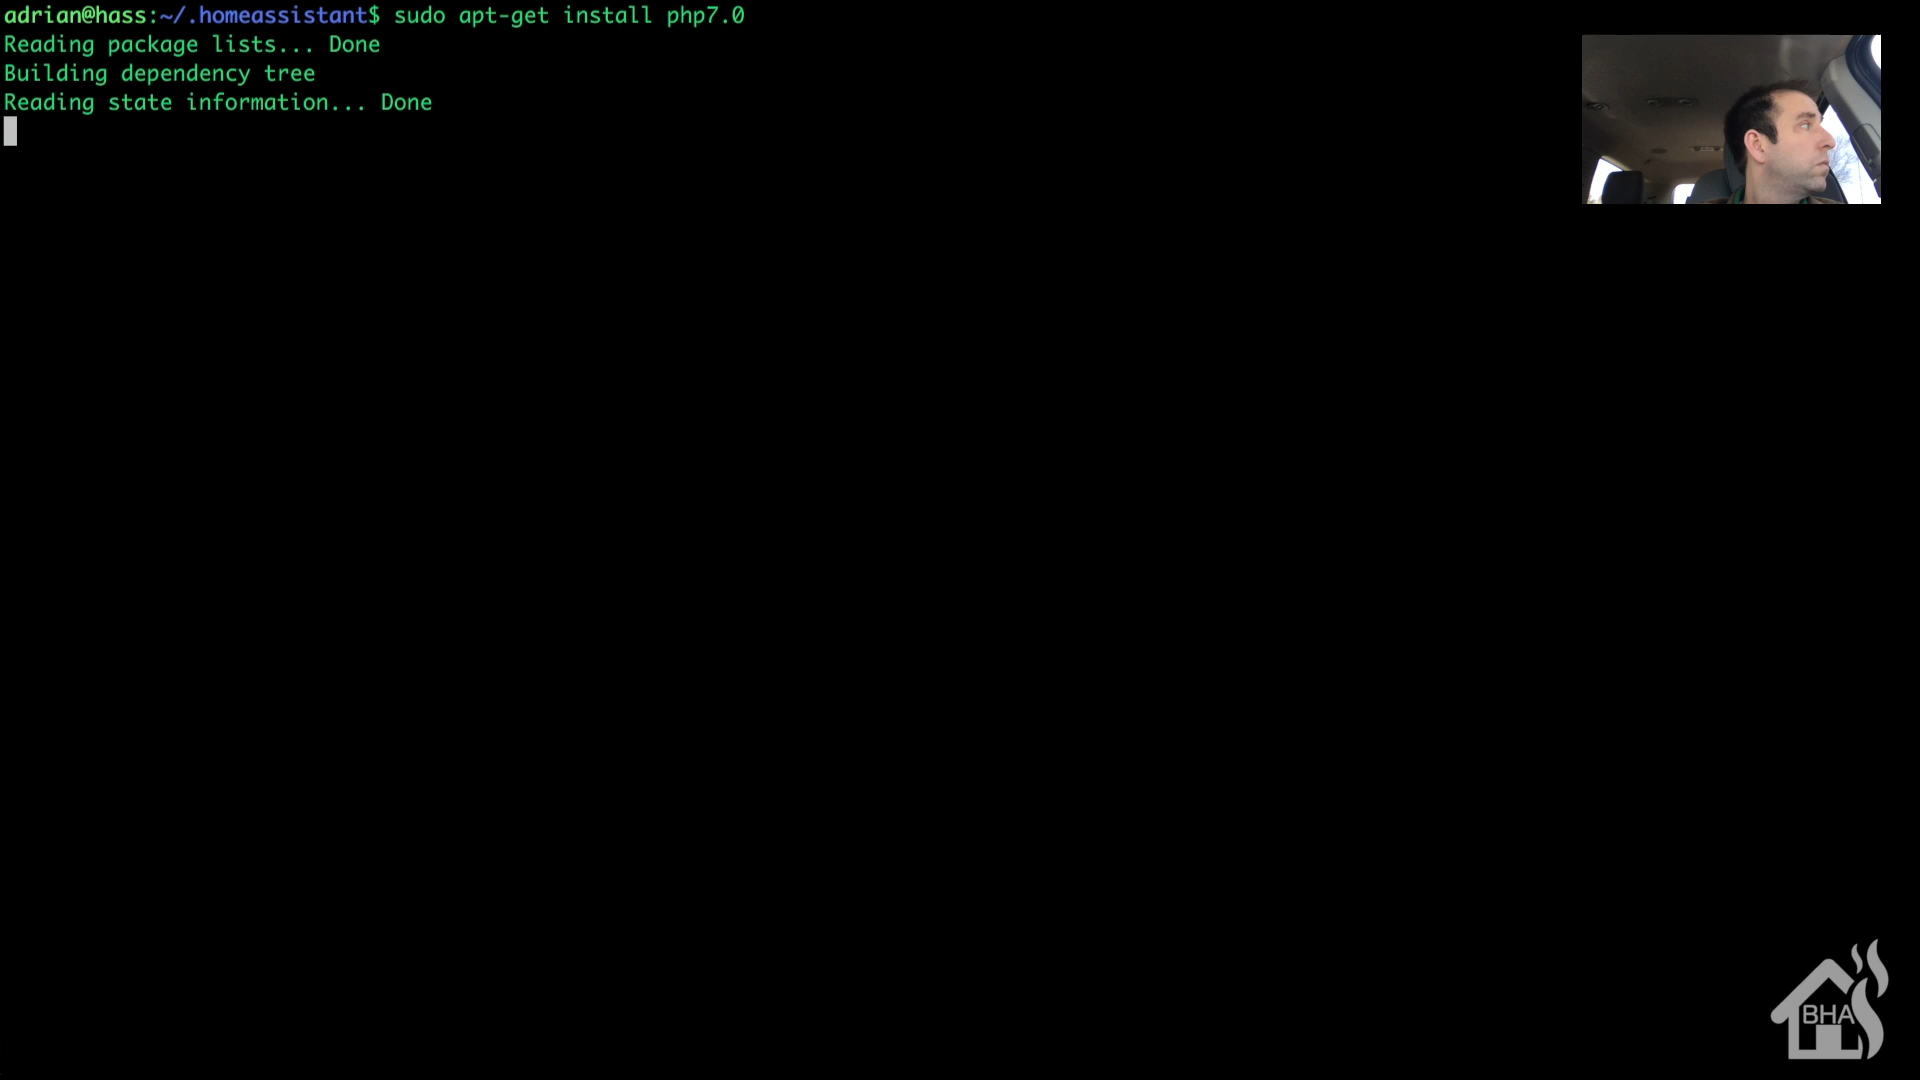 adrian@hass:~/.homeassistant$ sudo apt-get install php7.0
Reading package lists... Done
Building dependency tree
Reading state information... Done
BHA